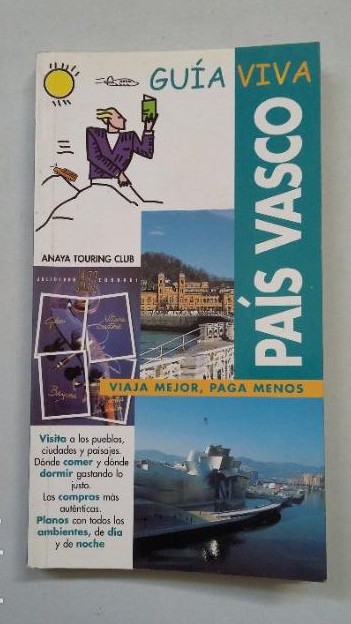 GUÍA VIVA
PAÍS VASCO
ANAYA TOURING CLUB
VIAJA MEJOR, PAGA MENOS
Visita a los pueblos,
ciudades y paisajes.
Dónde comer y dónde
dormir gastando lo
justo.
Las compras más
auténticas.
Planos con todos los
ambientes, de día
y de noche